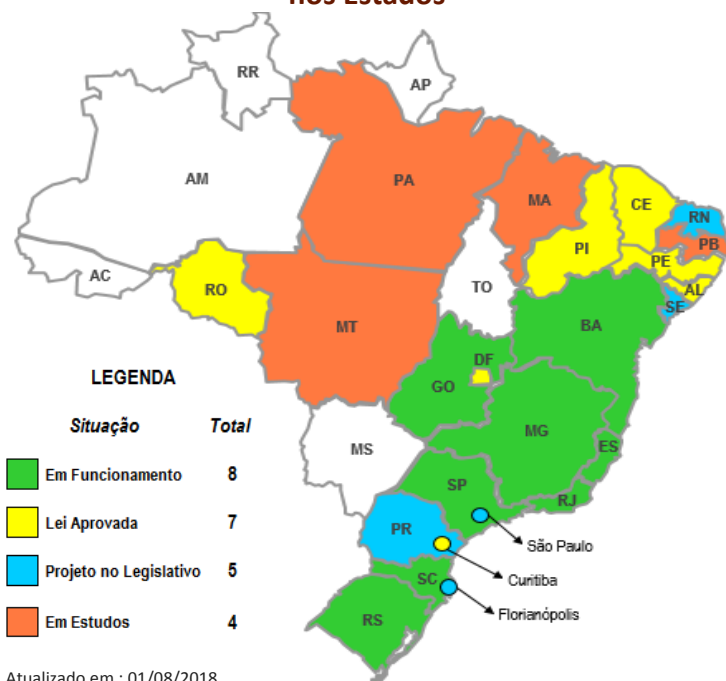 nos Estados
RR
AP
AM
PA
MA
CE
RN
PB
PI
PE
AL
SE
AC
RO
TO
BA
MT
DF
GO
LEGENDA
Situação Total
MS
MG
ES
Em Funcionamento 8
SP
RJ
Lei Aprovada 7
PR
São Paulo
Curitiba
Projeto no Legislativo 5
SC
Florianópolis
Em Estudos 4
RS
Atualizado em : 01/08/2018